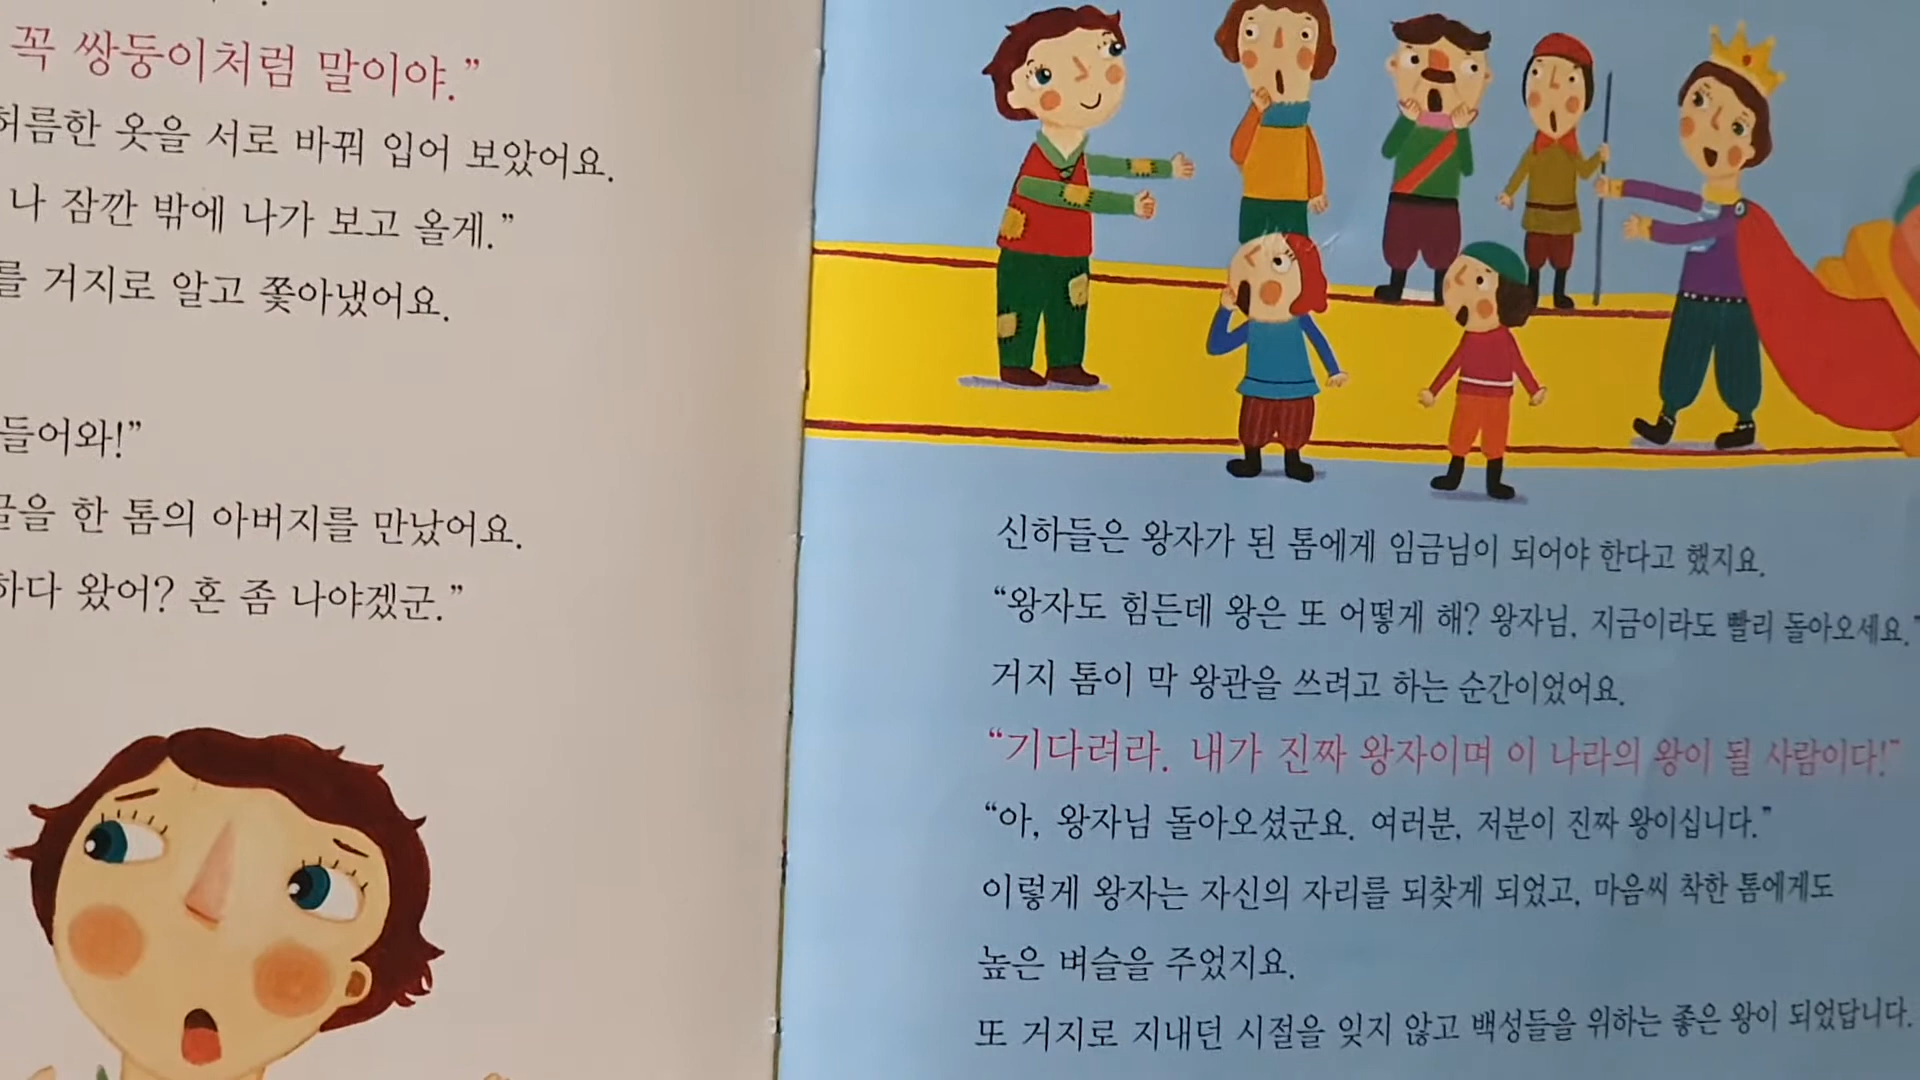 꼭 쌍둥이처럼 말이야.”
허름한 옷을 서로 바꿔 입어 보았어요.
나 잠깐 밖에 나가 보고 올게.”
를 거지로 알고 쫓아냈어요.
들어와!”
한 톰의 아버지를 만났어요.
하다 왔어? 혼 좀 나야겠군.”
신하들은 왕자가 된 톰에게 임금님이 되어야 한다고 했지요.
“왕자도 힘든데 왕은 또 어떻게 해? 왕자님, 지금이라도 빨리 돌아오세요.”
거지 톰이 막 왕관을 쓰려고 하는 순간이었어요.
“기다려라. 내가 진짜 왕자이며 이 나라의 왕이 될 사람이다!”
“아, 왕자님 돌아오셨군요. 여러분, 저분이 진짜 왕이십니다.”
이렇게 왕자는 자신의 자리를 되찾게 되었고, 마음씨 착한 톰에게도
높은 벼슬을 주었지요.
또 거지로 지내던 시절을 잊지 않고 백성들을 위하는 좋은 왕이 되었답니다.